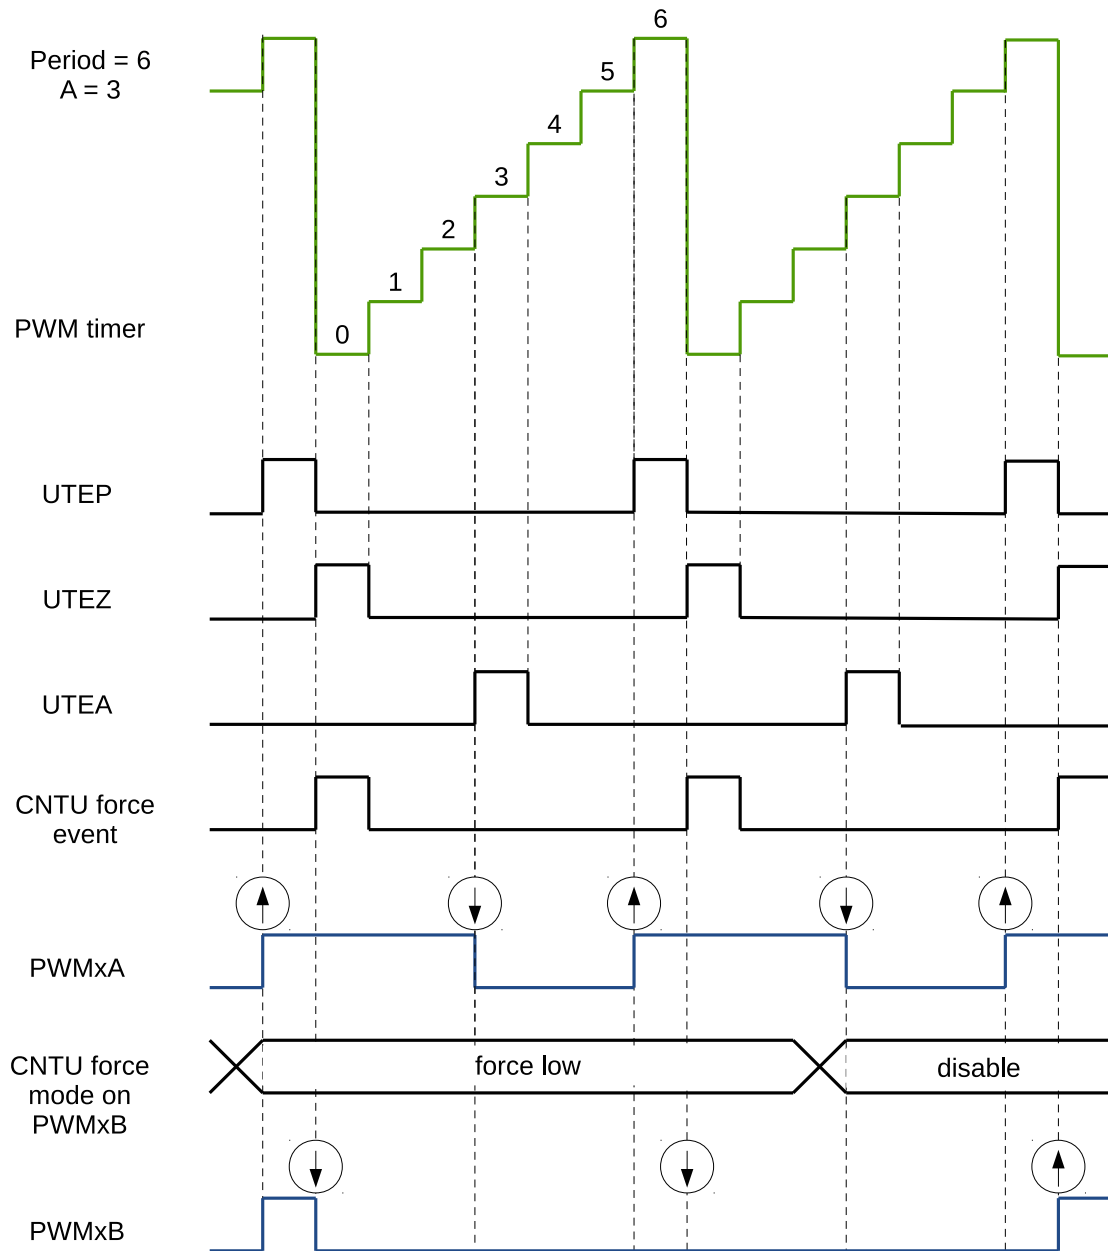 6
Period = 6
A = 3
5
4
3
2
1
PWM timer
0
UTEP
UTEZ
UTEA
CNTU force
event
PWMxA
CNTU force
mode on
PWMxB
force low
disable
PWMxB